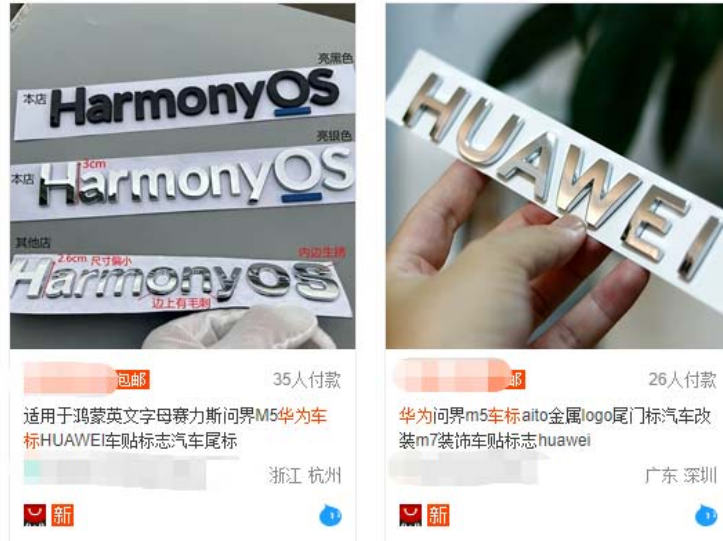 亮黑色
本店 HarmonyOS
亮银色
3cm
本店 HarmonyOS
其他店
2.6cm 尺寸偏小
内边生锈
HarmonyOS
边上有毛刺
HUAWEI
包邮
35人付款
适用于鸿蒙英文字母赛力斯问界M5华为车
标HUAWEI车贴标志汽车尾标
浙江 杭州
新
邮
26人付款
华为问界m5车标aito金属logo尾门标汽车改
装m7装饰车贴标志huawei
广东 深圳
新